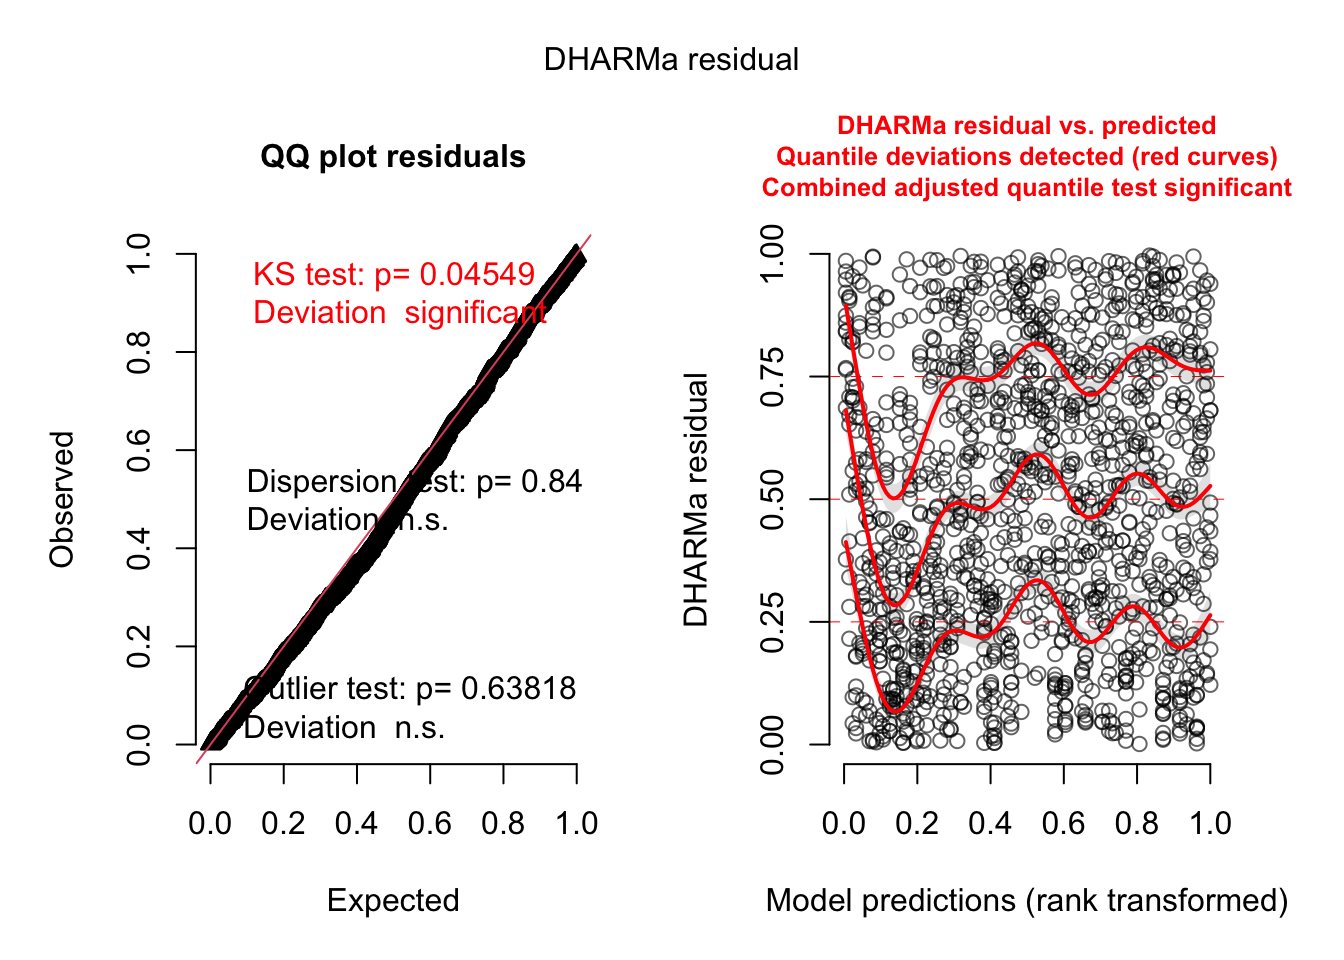 DHARMa residual
QQ plot residuals
KS test: p= 0.04549
Deviation  significant
Dispersion test: p= 0.84
Deviation  n.s.
Outlier test: p= 0.63818
Deviation  n.s.
Observed
0.0 0.2 0.4 0.6 0.8 1.0
0.0 0.2 0.4 0.6 0.8 1.0
Expected
DHARMa residual vs. predicted
Quantile deviations detected (red curves)
Combined adjusted quantile test significant
DHARMa residual
0.00 0.25 0.50 0.75 1.00
0.0 0.2 0.4 0.6 0.8 1.0
Model predictions (rank transformed)